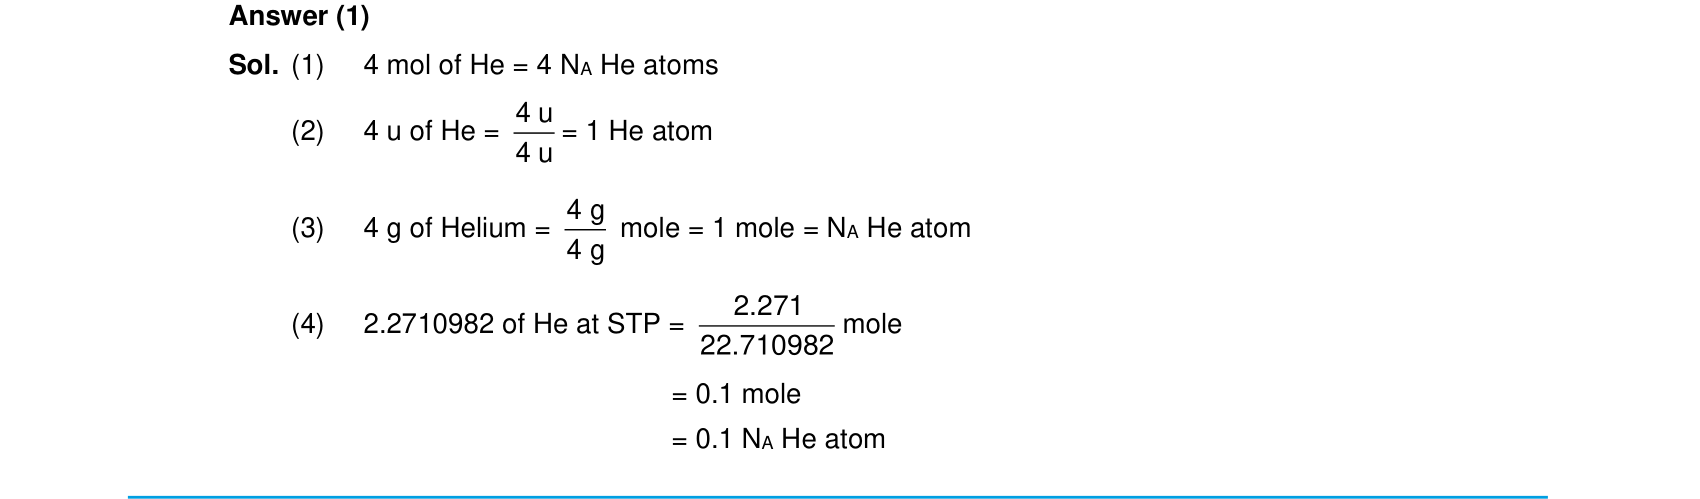 Answer (1)
Sol. (1) 4 mol of He = 4 NA He atoms
(2) 4 u of He = 4 u / 4 u = 1 He atom
(3) 4 g of Helium = 4 g / 4 g mole = 1 mole = NA He atom
(4) 2.2710982 of He at STP = 2.271 / 22.710982 mole
= 0.1 mole
= 0.1 NA He atom